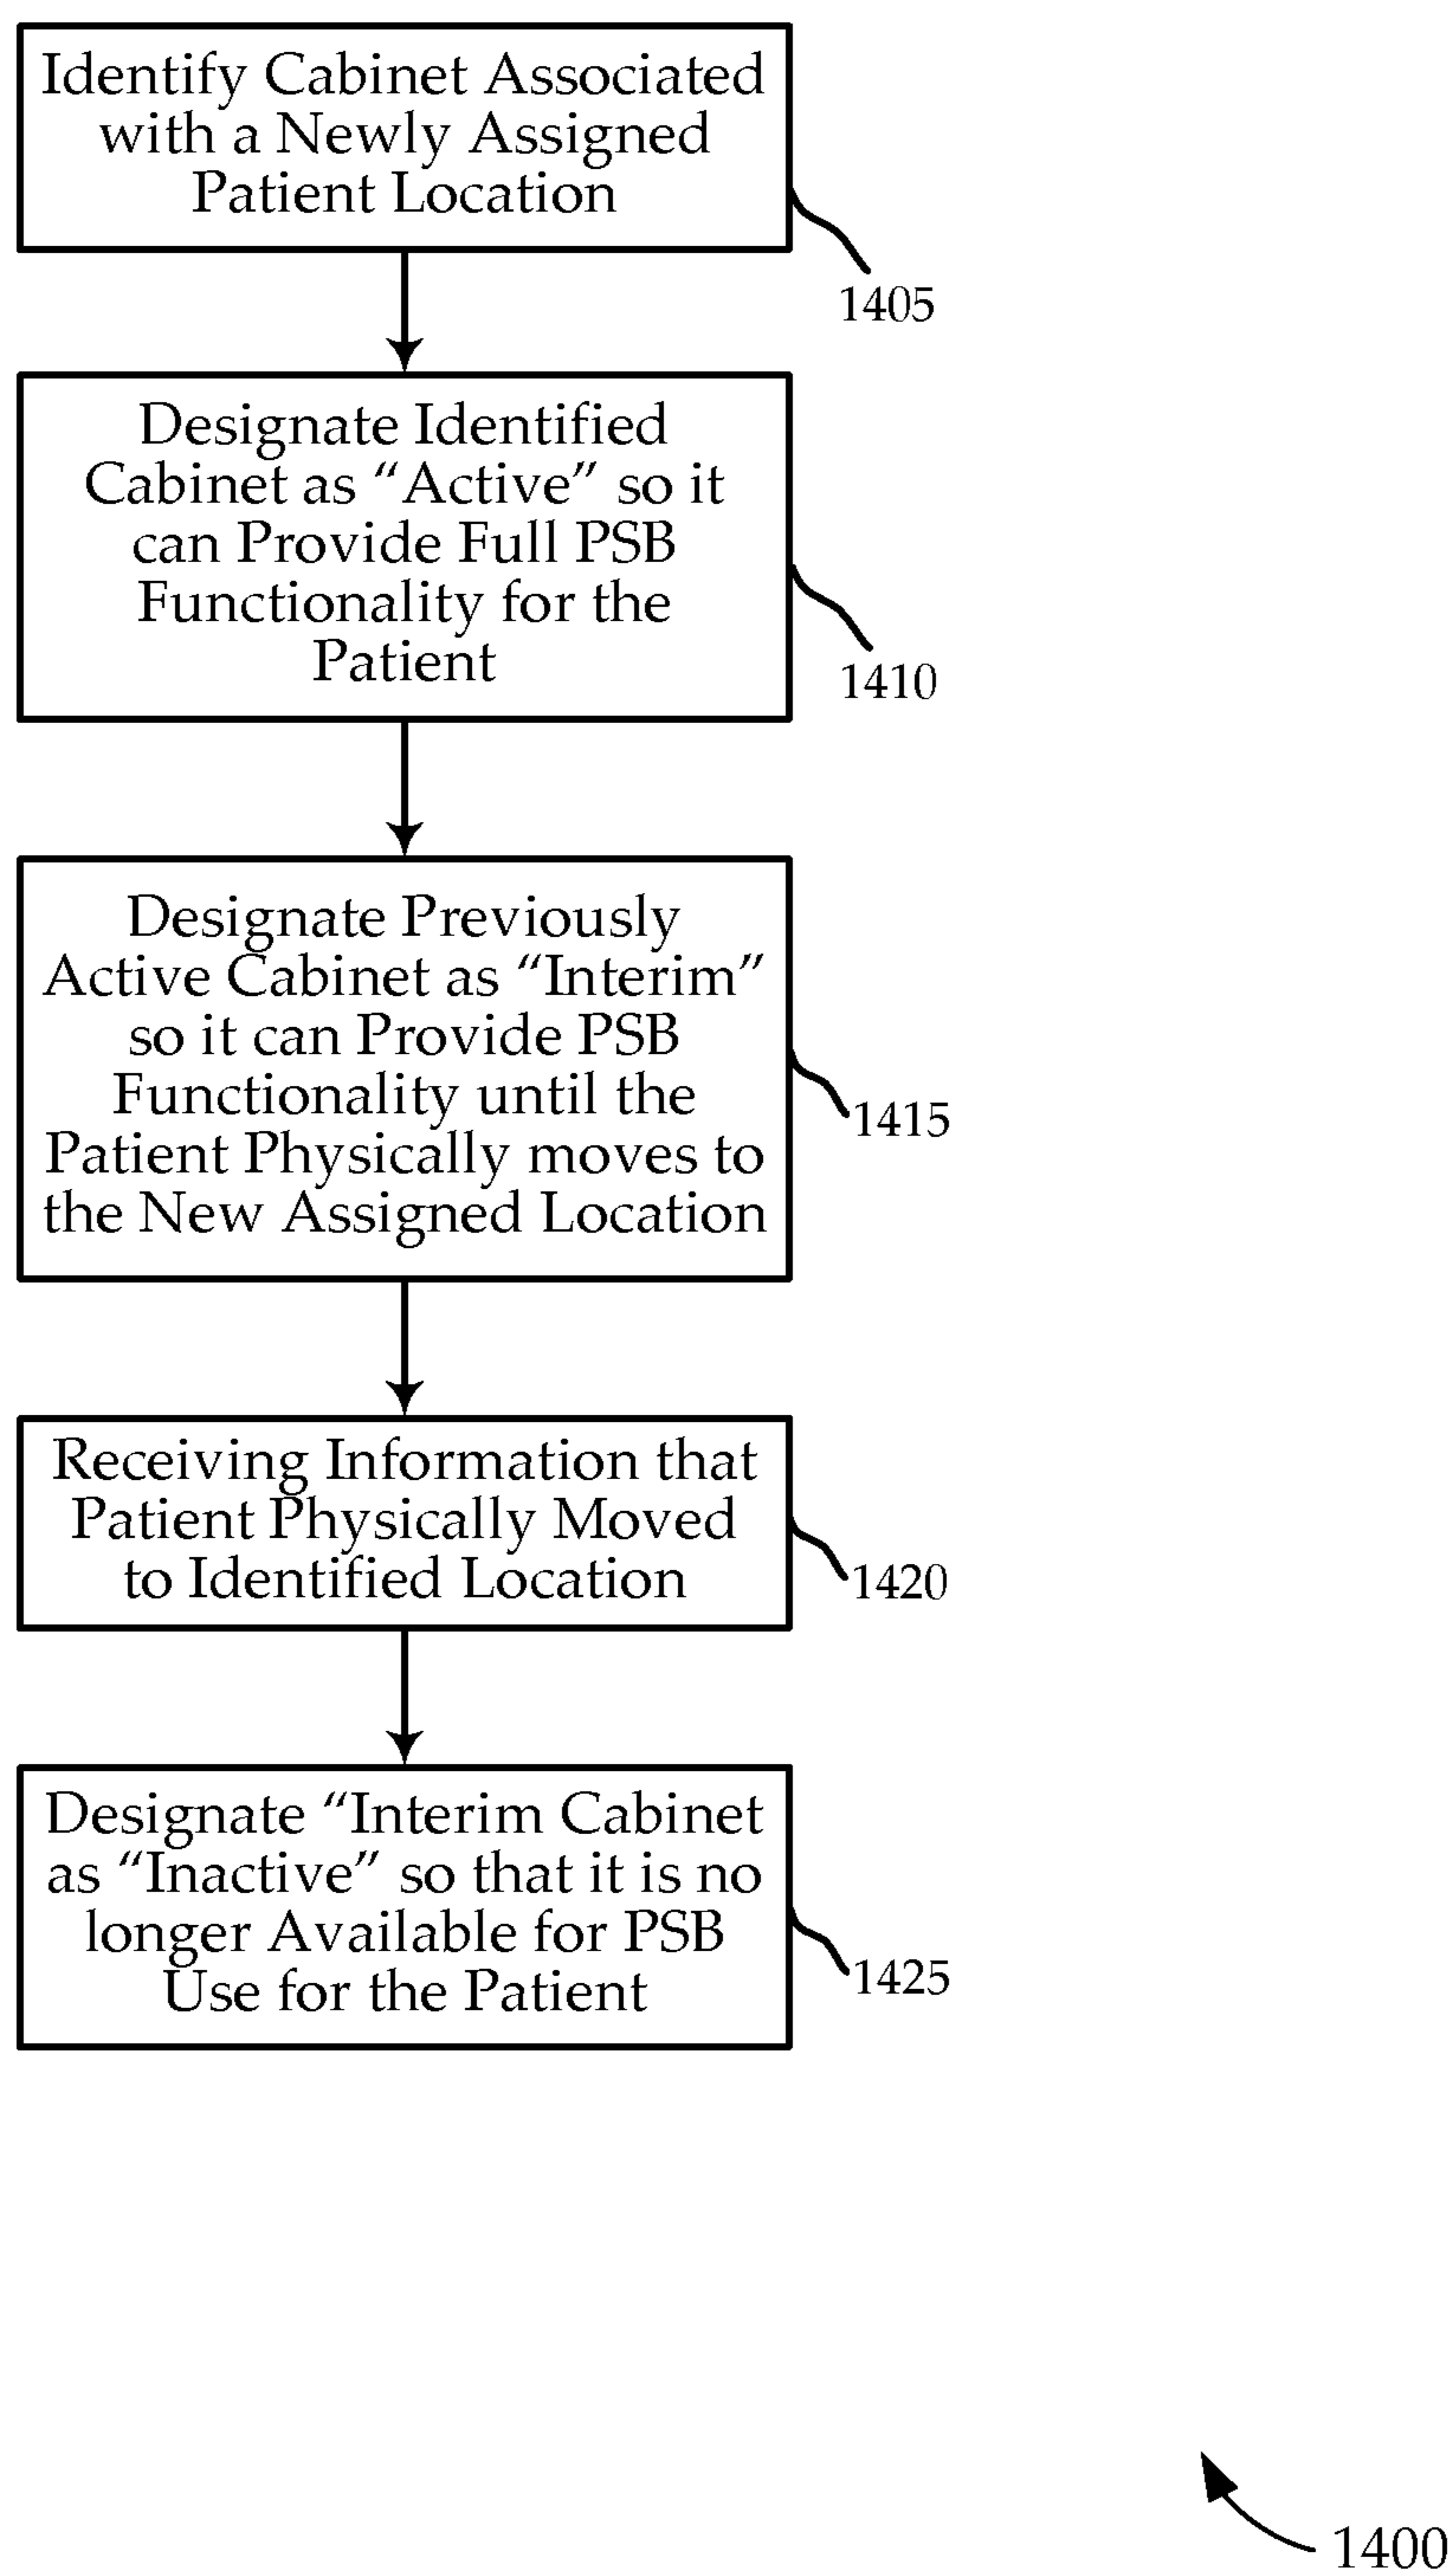 Identify Cabinet Associated
with a Newly Assigned
Patient Location
1405
Designate Identified
Cabinet as “Active” so it
can Provide Full PSB
Functionality for the
Patient
1410
Designate Previously
Active Cabinet as “Interim”
so it can Provide PSB
Functionality until the
Patient Physically moves to
the New Assigned Location
1415
Receiving Information that
Patient Physically Moved
to Identified Location
1420
Designate “Interim Cabinet
as “Inactive” so that it is no
longer Available for PSB
Use for the Patient
1425
1400